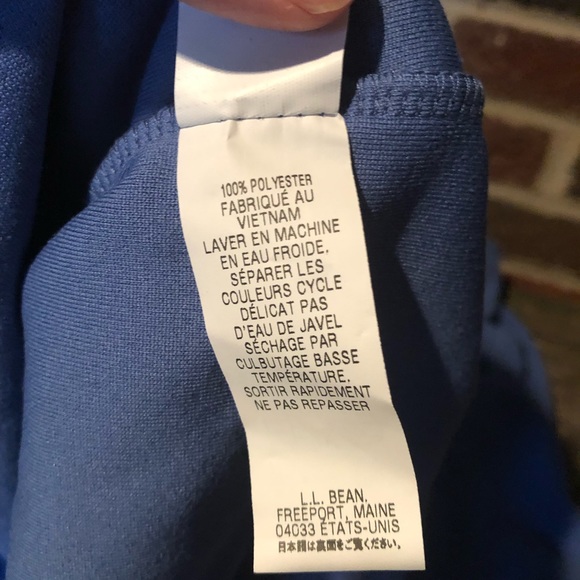 100% POLYESTER
FABRIQUÉ AU
VIETNAM
LAVER EN MACHINE
EN EAU FROIDE.
SÉPARER LES
COULEURS CYCLE
DÉLICAT PAS
D'EAU DE JAVEL
SÉCHAGE PAR
CULBUTAGE BASSE
TEMPÉRATURE.
SORTIR RAPIDEMENT
NE PAS REPASSER
L.L. BEAN.
FREEPORT, MAINE
04033 ÉTATS-UNIS
日本語は裏面をご覧ください